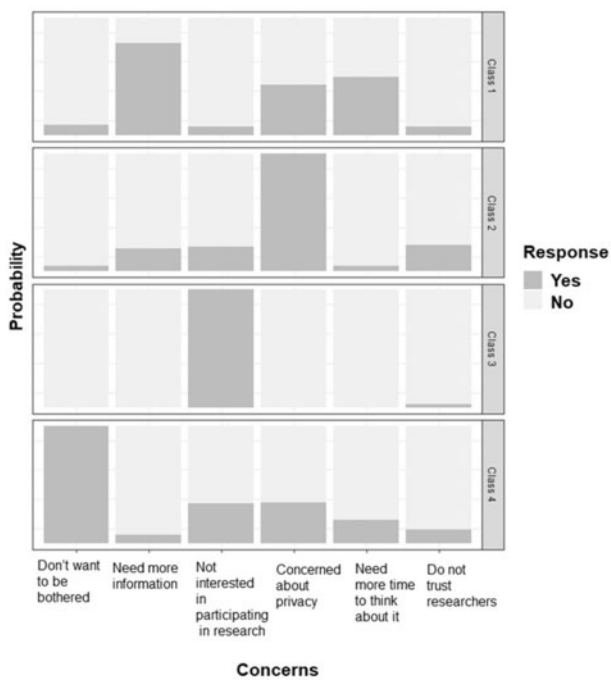 Class 1
Class 2
Class 3
Class 4
Probability
Response
Yes
No
Don't want
to be
bothered
Need more
information
Not
interested
in
participating
in research
Concerned
about
privacy
Need
more time
to think
about it
Do not
trust
researchers
Concerns